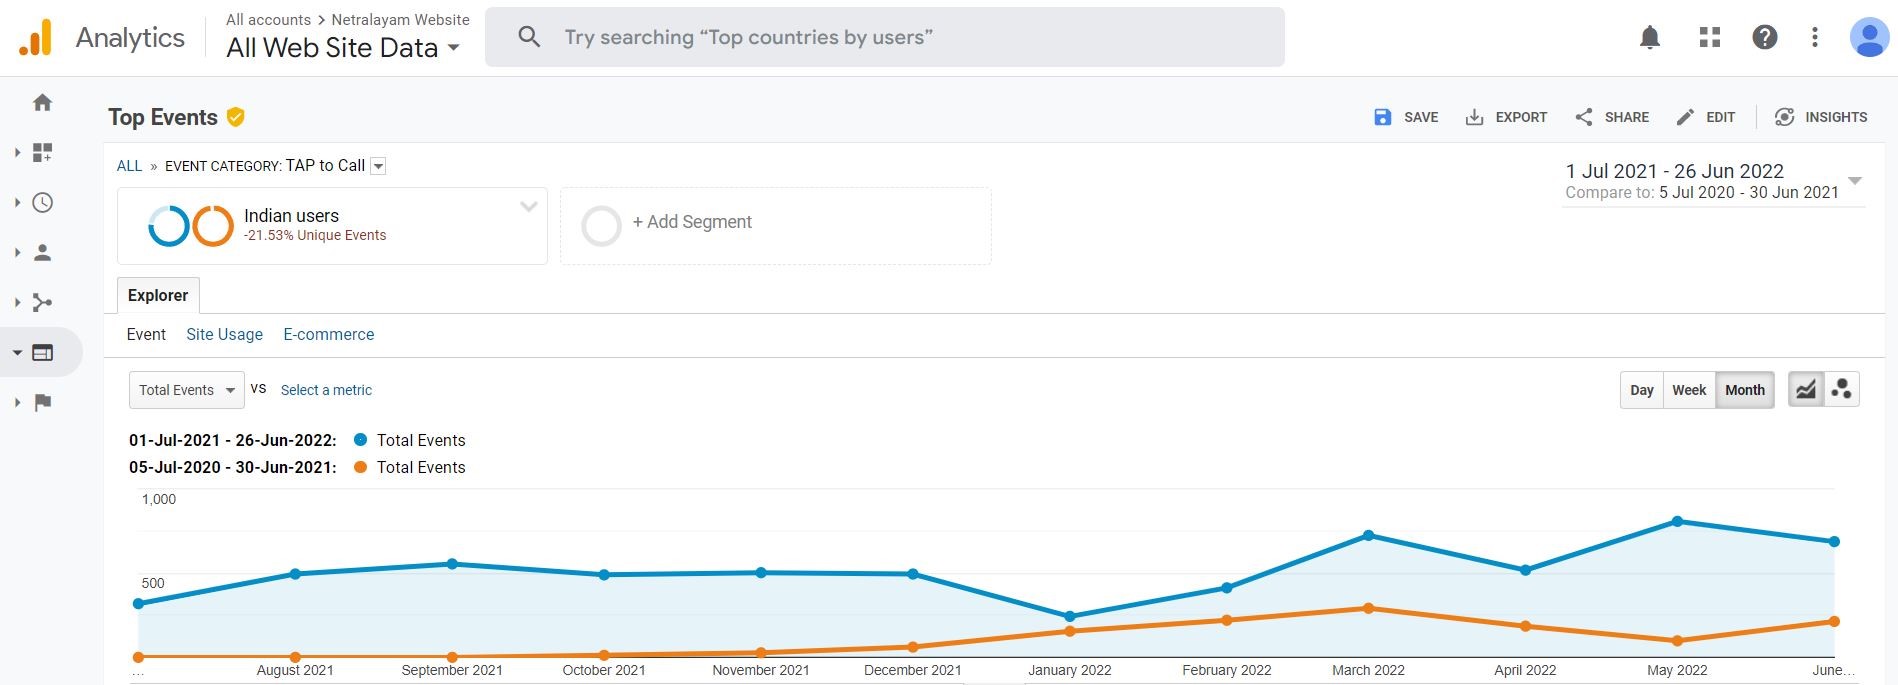 Analytics
All accounts > Netralayam Website
All Web Site Data
Try searching “Top countries by users”
Top Events
SAVE
EXPORT
SHARE
EDIT
INSIGHTS
ALL » EVENT CATEGORY: TAP to Call
1 Jul 2021 - 26 Jun 2022
Compare to: 5 Jul 2020 - 30 Jun 2021
Indian users
-21.53% Unique Events
+ Add Segment
Explorer
Event Site Usage E-commerce
Total Events VS Select a metric
Day Week Month
01-Jul-2021 - 26-Jun-2022: Total Events
05-Jul-2020 - 30-Jun-2021: Total Events
1,000
500
... August 2021 September 2021 October 2021 November 2021 December 2021 January 2022 February 2022 March 2022 April 2022 May 2022 June...